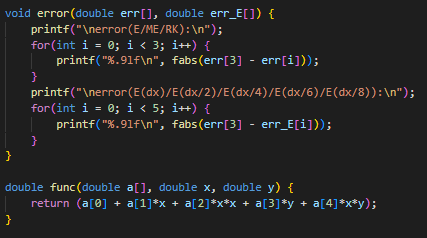 void error(double err[], double err_E[]) {
    printf("\nerror(E/ME/RK):\n");
    for(int i = 0; i < 3; i++) {
        printf("%.9lf\n", fabs(err[3] - err[i]));
    }
    printf("\nerror(E(dx)/E(dx/2)/E(dx/4)/E(dx/6)/E(dx/8)):\n");
    for(int i = 0; i < 5; i++) {
        printf("%.9lf\n", fabs(err[3] - err_E[i]));
    }
}

double func(double a[], double x, double y) {
    return (a[0] + a[1]*x + a[2]*x*x + a[3]*y + a[4]*x*y);
}